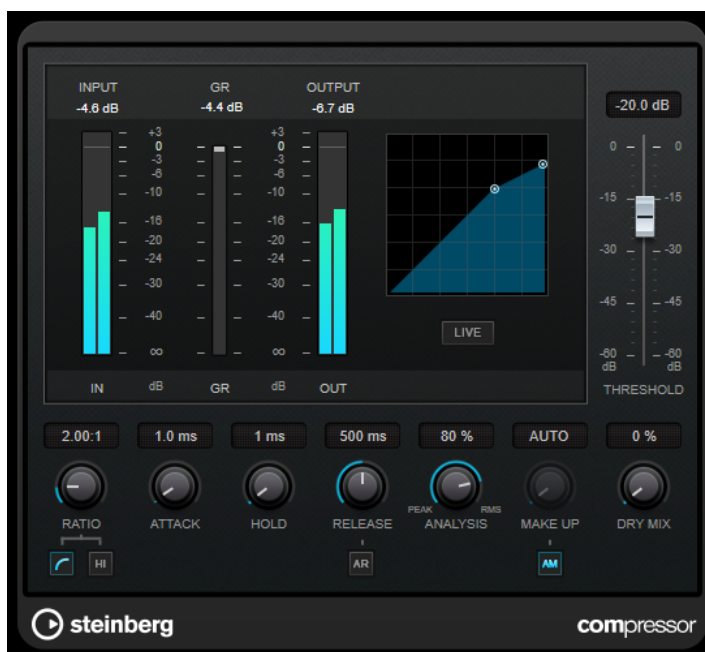 INPUT GR OUTPUT
-4.6 dB -4.4 dB -6.7 dB
-20.0 dB
+3 +3
0 0
-3 -3
-6 -6
-10 -10
-16 -16
-20 -20
-24 -24
-30 -30
-40 -40
∞ ∞
IN dB GR dB OUT
LIVE
0 0
-15 -15
-30 -30
-45 -45
-60 -60
dB dB
THRESHOLD
2.00:1 1.0 ms 1 ms 500 ms 80 % AUTO 0 %
PEAK RMS
RATIO ATTACK HOLD RELEASE ANALYSIS MAKE UP DRY MIX
HI AR AM
steinberg compressor